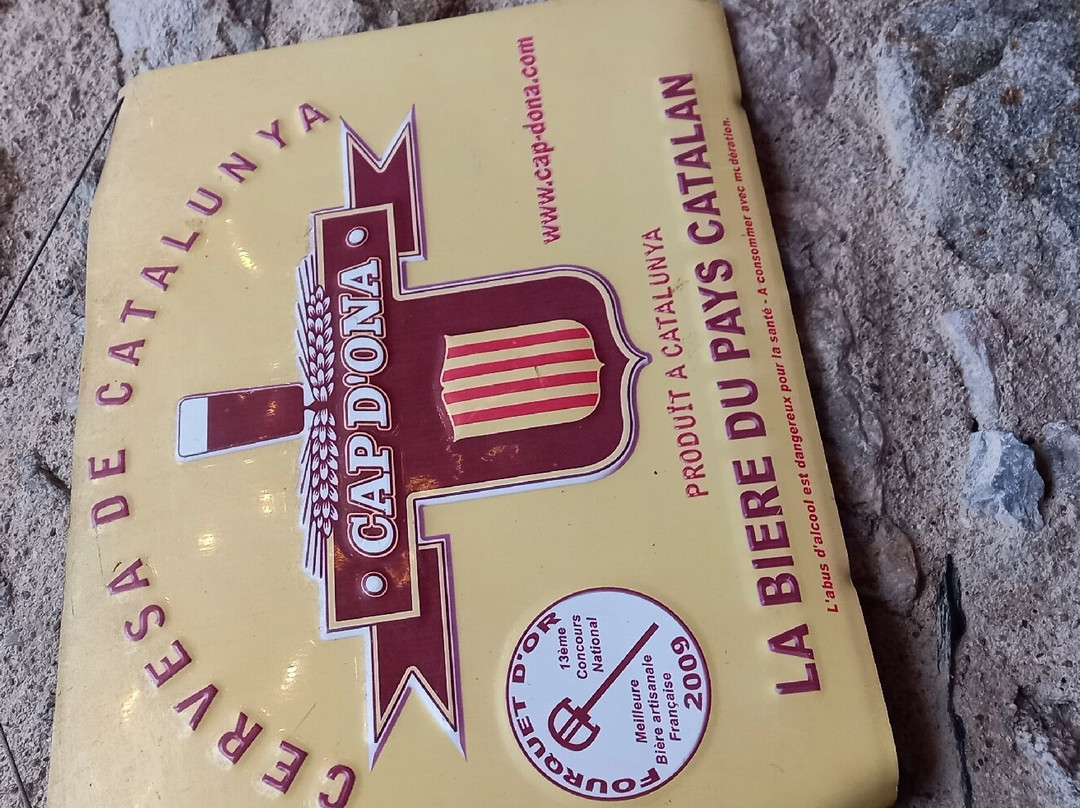 CERVESA DE CATALUNYA
CAP D'ONA
www.cap-dona.com
FOURQUET D'OR
13ème
Concours
National
Meilleure
Bière artisanale
Française
2009
PRODUÏT A CATALUNYA
LA BIERE DU PAYS CATALAN
L'abus d'alcool est dangereux pour la santé - A consommer avec modération.